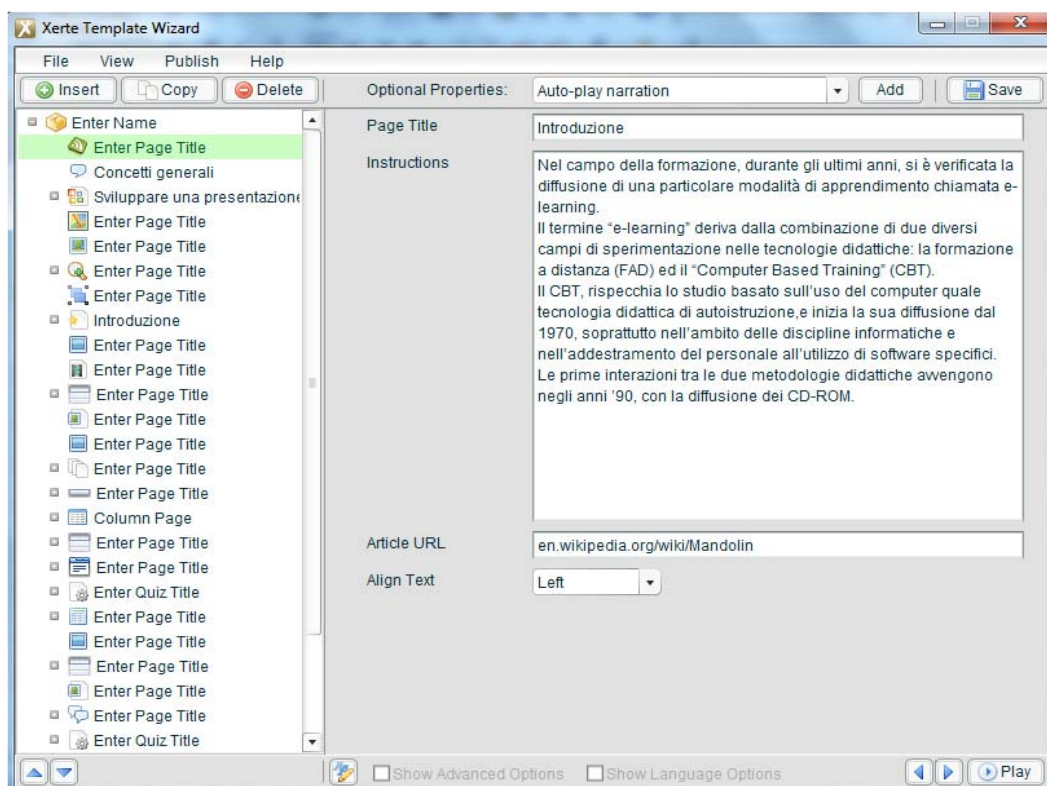 Xerte Template Wizard
File View Publish Help
Insert Copy Delete Optional Properties: Auto-play narration Add Save
Enter Name
Enter Page Title
Concetti generali
Sviluppare una presentazione
Enter Page Title
Enter Page Title
Enter Page Title
Enter Page Title
Introduzione
Enter Page Title
Enter Page Title
Enter Page Title
Enter Page Title
Enter Page Title
Enter Page Title
Enter Page Title
Column Page
Enter Page Title
Enter Page Title
Enter Quiz Title
Enter Page Title
Enter Page Title
Enter Page Title
Enter Page Title
Enter Page Title
Enter Quiz Title
Page Title Introduzione
Instructions
Nel campo della formazione, durante gli ultimi anni, si è verificata la
diffusione di una particolare modalità di apprendimento chiamata e-
learning.
Il termine “e-learning” deriva dalla combinazione di due diversi
campi di sperimentazione nelle tecnologie didattiche: la formazione
a distanza (FAD) ed il “Computer Based Training” (CBT).
Il CBT, rispecchia lo studio basato sull’uso del computer quale
tecnologia didattica di autoistruzione,e inizia la sua diffusione dal
1970, soprattutto nell’ambito delle discipline informatiche e
nell’addestramento del personale all’utilizzo di software specifici.
Le prime interazioni tra le due metodologie didattiche avvengono
negli anni ’90, con la diffusione dei CD-ROM.
Article URL en.wikipedia.org/wiki/Mandolin
Align Text Left
Show Advanced Options Show Language Options Play